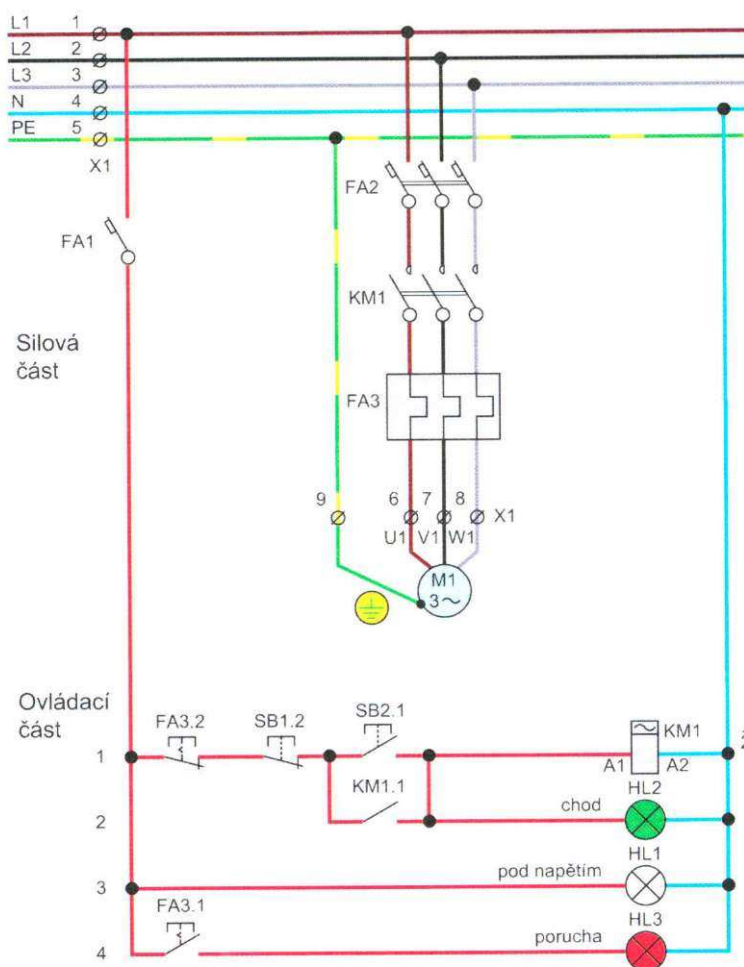 L1 1
L2 2
L3 3
N 4
PE 5
X1
FA2
FA1
KM1
Silová
část
FA3
9 6 7 8 X1
U1 V1 W1
M1
3~
Ovládací
část
FA3.2 SB1.2 SB2.1
KM1
1 A1 A2
KM1.1 HL2
2 chod
HL1
3 pod napětím
FA3.1 HL3
4 porucha